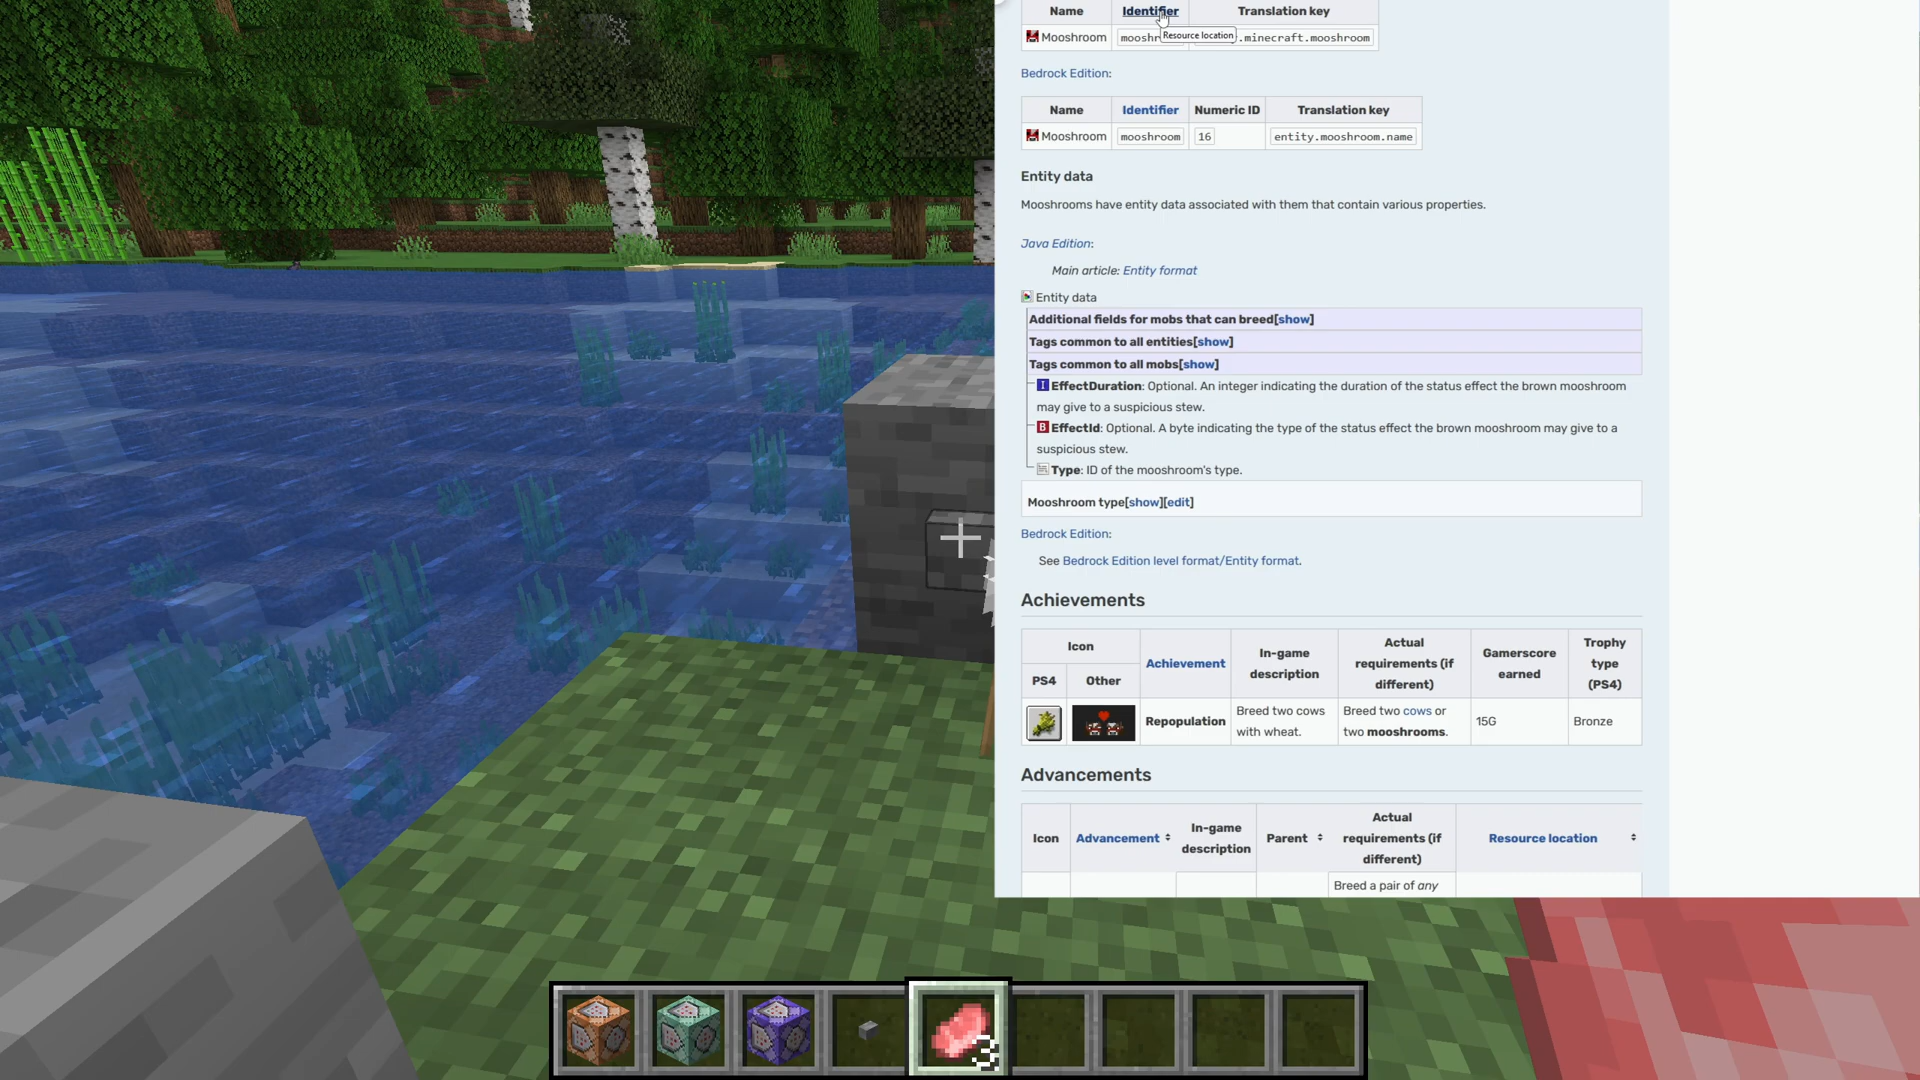 Name Identifier Translation key
Mooshroom mooshr .minecraft.mooshroom
Resource location
Bedrock Edition:
Name Identifier Numeric ID Translation key
Mooshroom mooshroom 16 entity.mooshroom.name
Entity data
Mooshrooms have entity data associated with them that contain various properties.
Java Edition:
Main article: Entity format
Entity data
Additional fields for mobs that can breed[show]
Tags common to all entities[show]
Tags common to all mobs[show]
I EffectDuration: Optional. An integer indicating the duration of the status effect the brown mooshroom
may give to a suspicious stew.
B EffectId: Optional. A byte indicating the type of the status effect the brown mooshroom may give to a
suspicious stew.
Type: ID of the mooshroom's type.
Mooshroom type[show][edit]
Bedrock Edition:
See Bedrock Edition level format/Entity format.
Achievements
Icon
PS4 Other
Achievement
In-game
description
Actual
requirements (if
different)
Gamerscore
earned
Trophy
type
(PS4)
Repopulation
Breed two cows
with wheat.
Breed two cows or
two mooshrooms.
15G
Bronze
Advancements
Icon
Advancement
In-game
description
Parent
Actual
requirements (if
different)
Resource location
Breed a pair of any
3